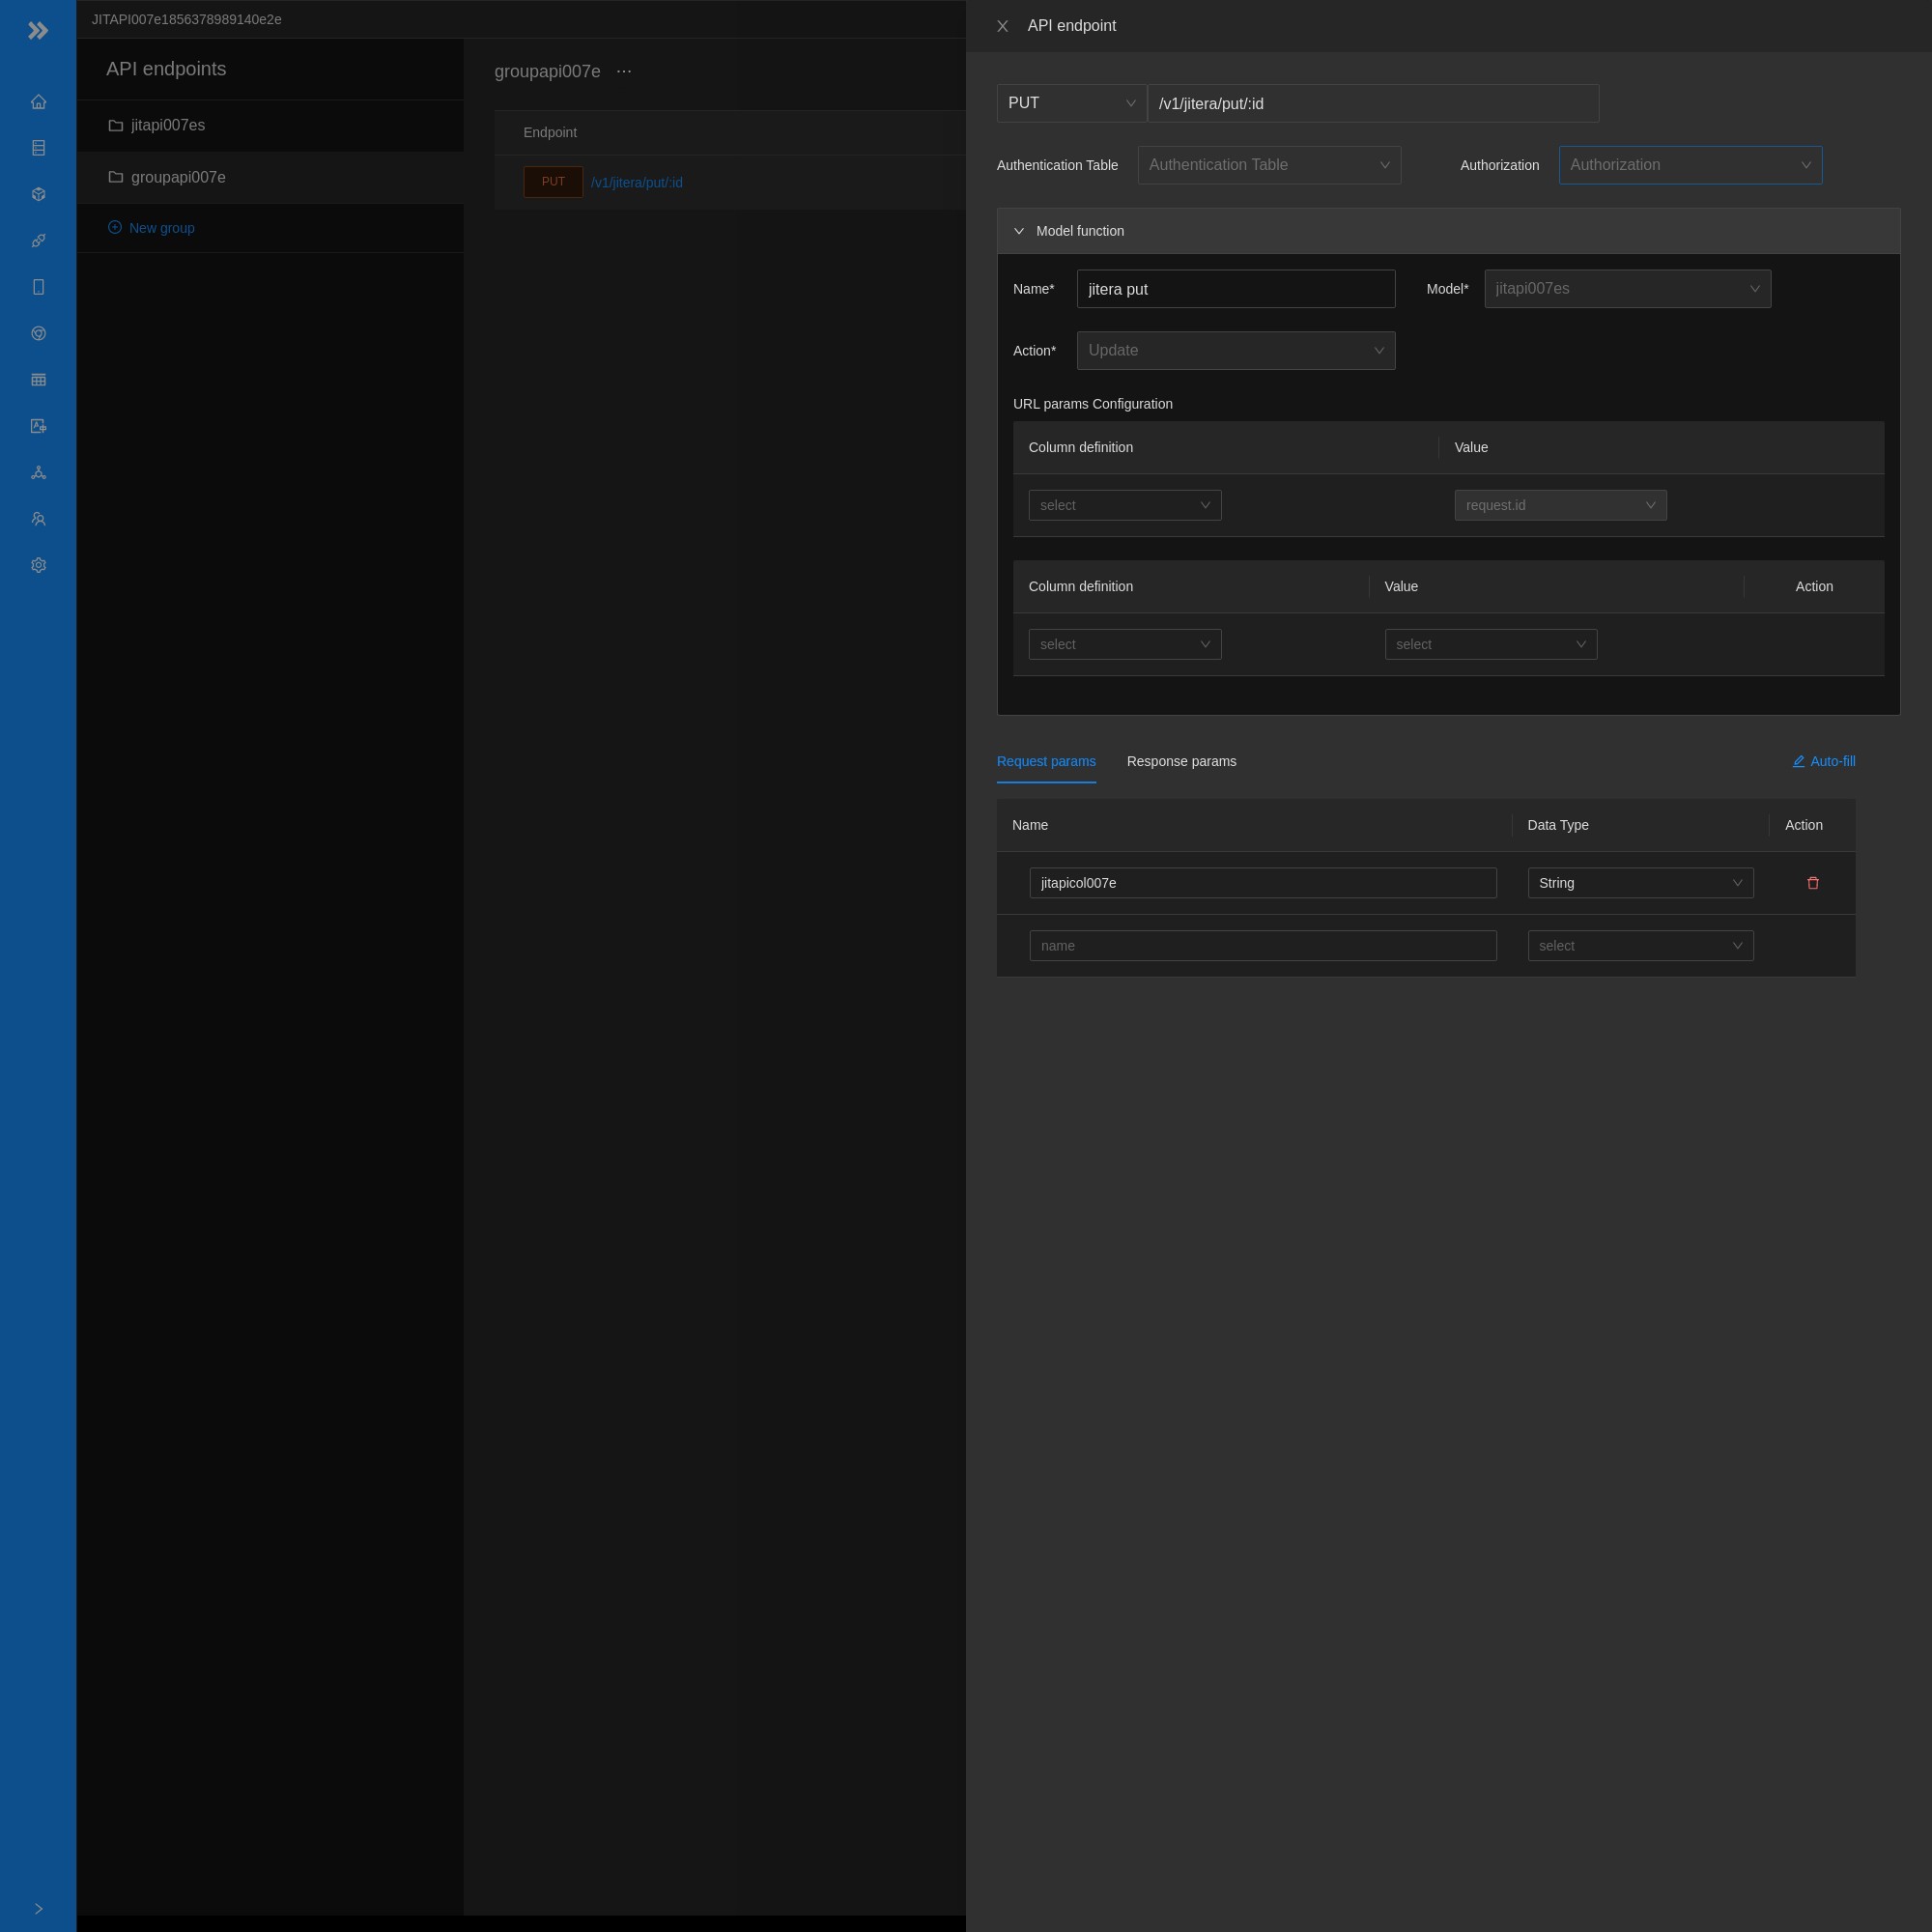 JITAPI007e1856378989140e2e
API endpoints
jitapi007es
groupapi007e
New group
groupapi007e ...
Endpoint
PUT /v1/jitera/put/:id
API endpoint
PUT /v1/jitera/put/:id
Authentication Table Authentication Table Authorization Authorization
Model function
Name* jitera put Model* jitapi007es
Action* Update
URL params Configuration
Column definition Value
select request.id
Column definition Value Action
select select
Request params Response params Auto-fill
Name Data Type Action
jitapicol007e String
name select